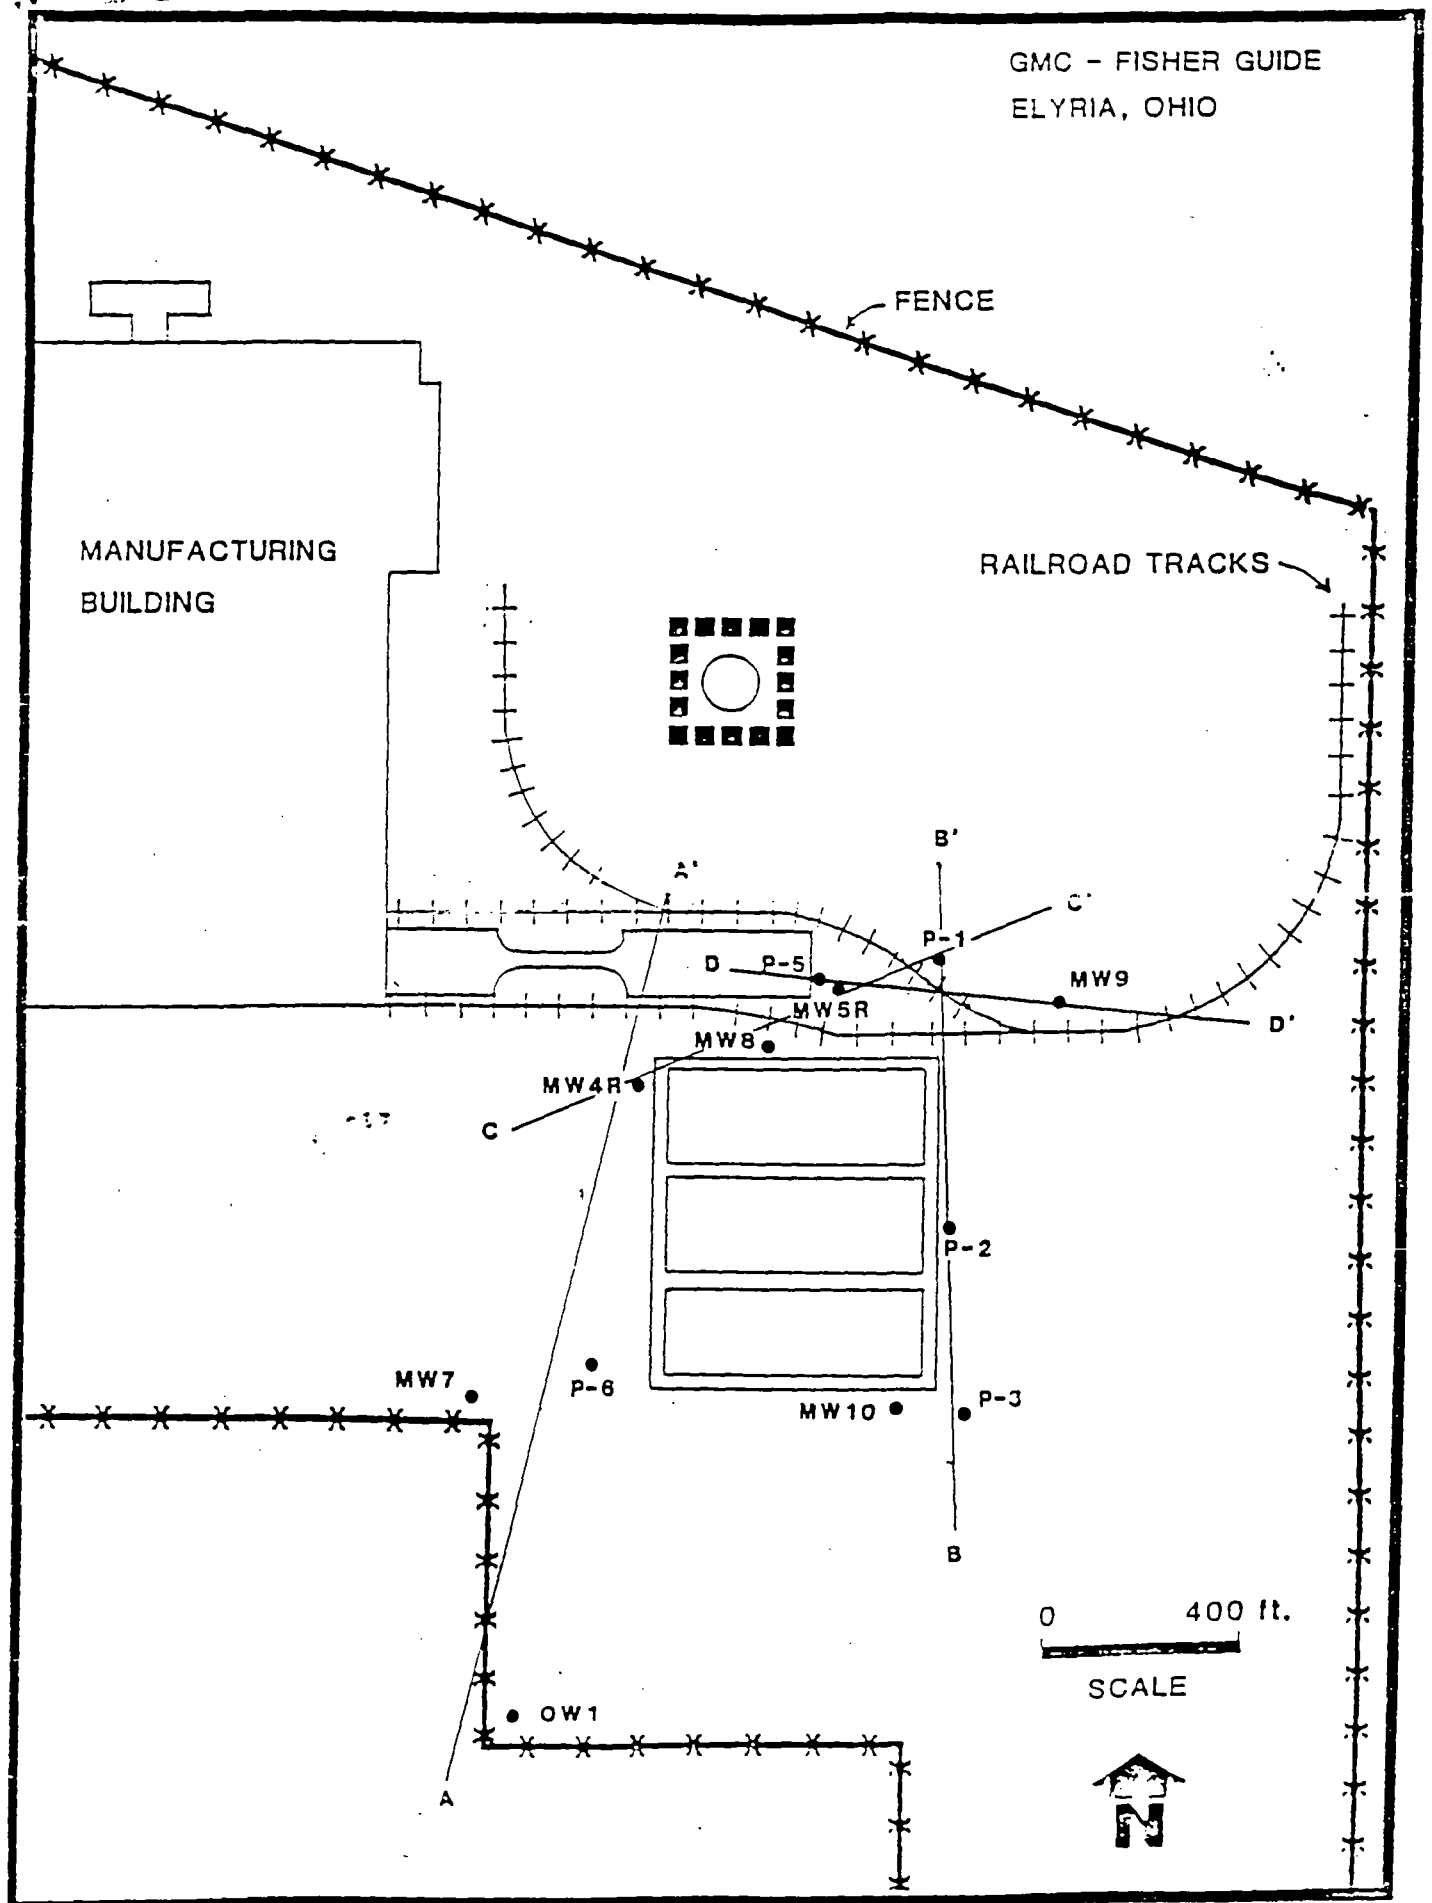 GMC - FISHER GUIDE
ELYRIA, OHIO
FENCE
MANUFACTURING
BUILDING
RAILROAD TRACKS
B'
A'
C'
P-1
D
P-5
MW9
MW5R
D'
MW8
MW4R
C
P-2
MW7
P-6
MW10
P-3
B
0
400 ft.
SCALE
OW1
A
N